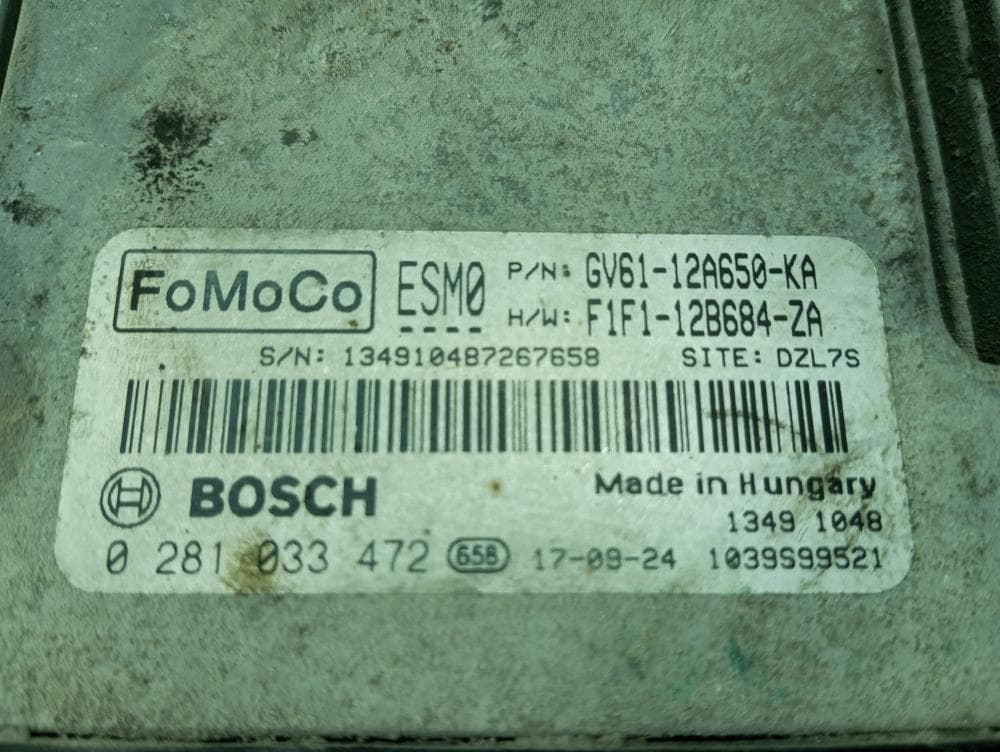 FoMoCo ESM0 P/N: GV61-12A650-KA
H/W: F1F1-12B684-ZA
S/N: 134910487267658 SITE: DZL7S
BOSCH Made in Hungary
1349 1048
0 281 033 472 658 17-09-24 1039S99521